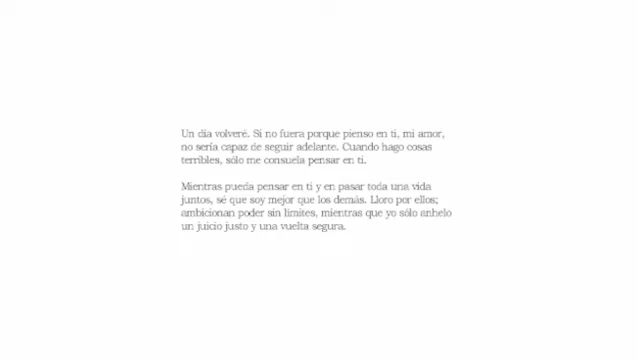 Un día volveré. Si no fuera porque pienso en ti, mi amor,
no sería capaz de seguir adelante. Cuando hago cosas
terribles, sólo me consuela pensar en ti.
Mientras pueda pensar en ti y en pasar toda una vida
juntos, sé que soy mejor que los demás. Lloro por ellos;
ambicionan poder sin límites, mientras que yo sólo anhelo
un juicio justo y una vuelta segura.